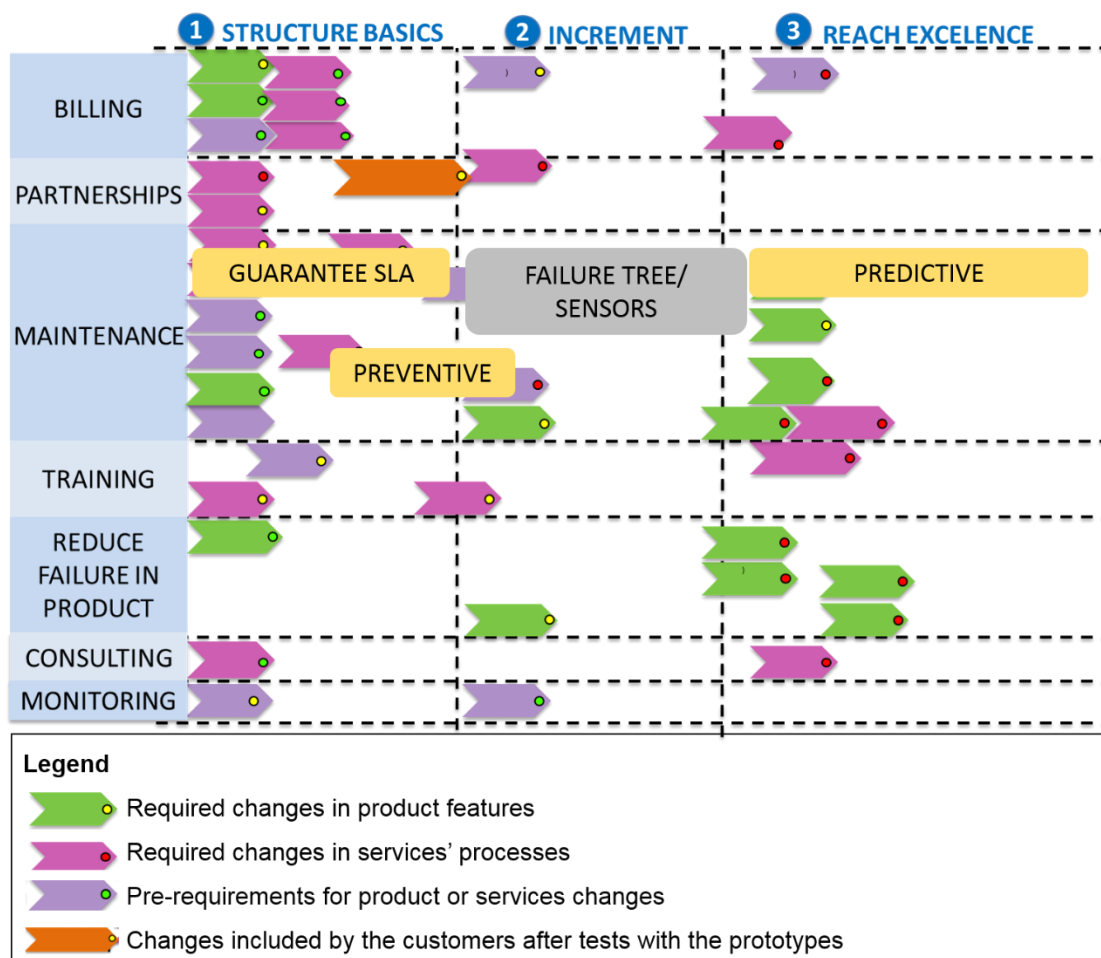 1 STRUCTURE BASICS
2 INCREMENT
3 REACH EXCELENCE
BILLING
PARTNERSHIPS
MAINTENANCE
GUARANTEE SLA
FAILURE TREE/
SENSORS
PREDICTIVE
PREVENTIVE
TRAINING
REDUCE
FAILURE IN
PRODUCT
CONSULTING
MONITORING
Legend
Required changes in product features
Required changes in services' processes
Pre-requirements for product or services changes
Changes included by the customers after tests with the prototypes